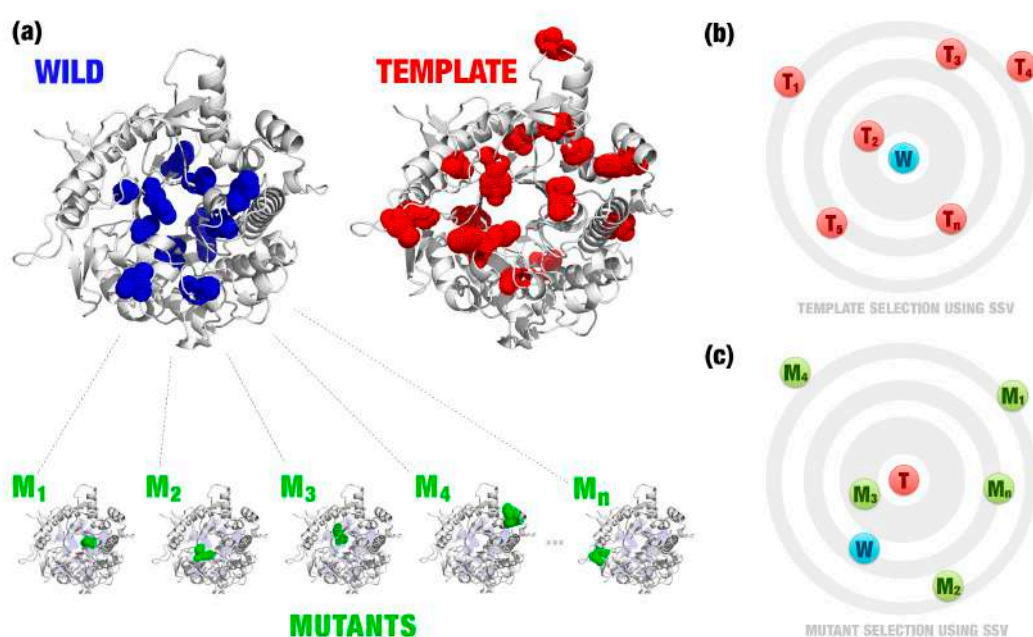 (a)
WILD
TEMPLATE
M1
M2
M3
M4
...
Mn
MUTANTS
(b)
T1
T2
T3
T4
W
T5
Tn
TEMPLATE SELECTION USING SSV
(c)
M4
M1
T
M3
Mn
W
M2
MUTANT SELECTION USING SSV